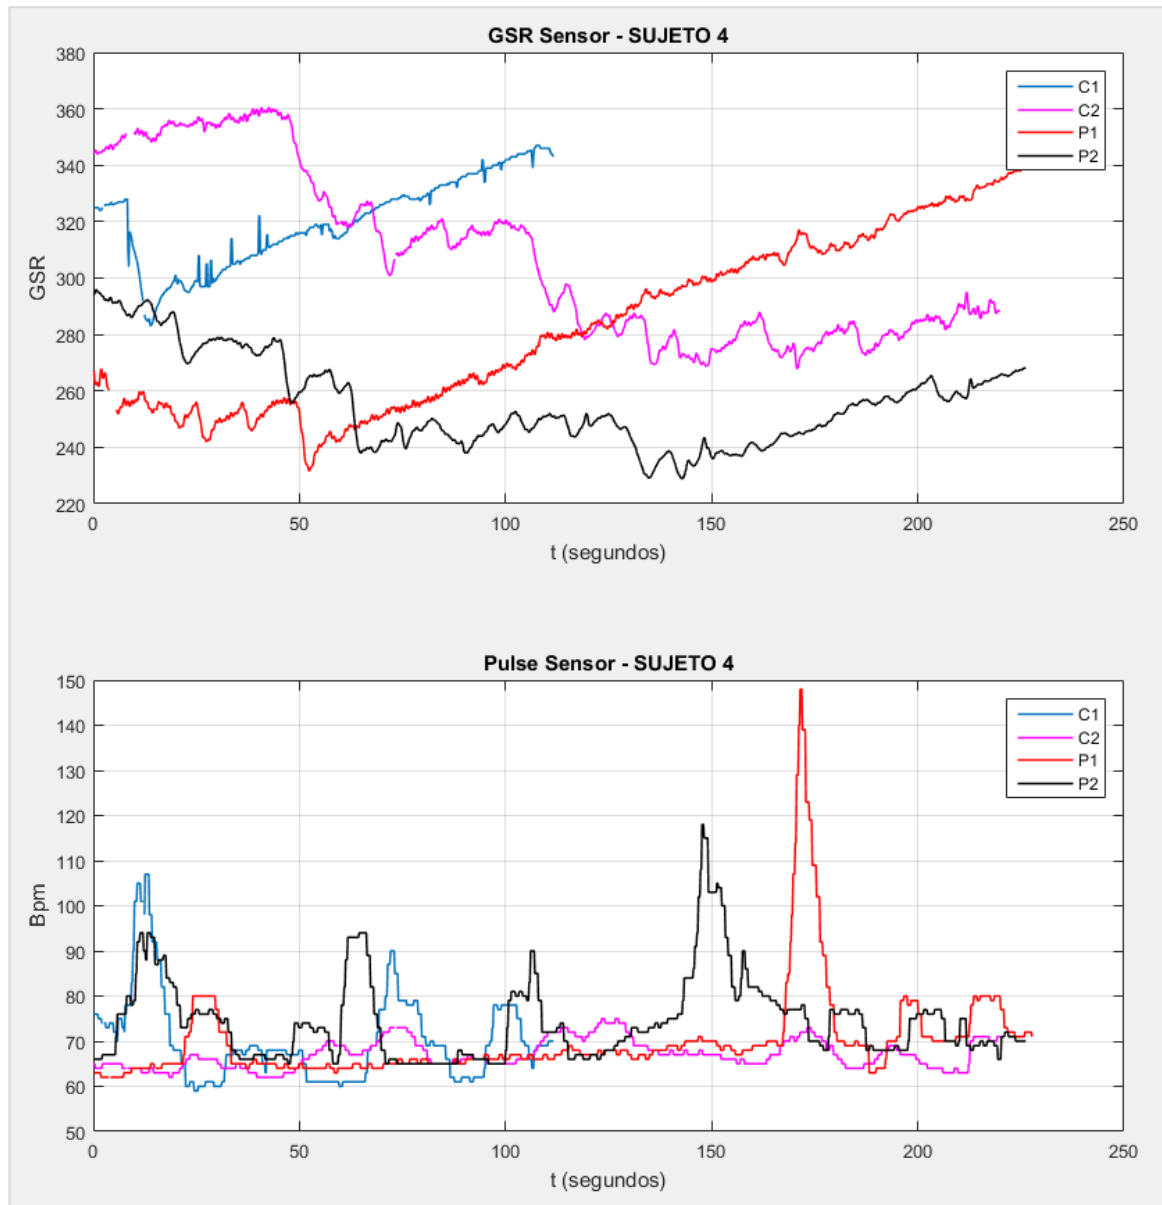 GSR Sensor - SUJETO 4
380
360
340
320
300
280
260
240
220
GSR
0 50 100 150 200 250
t (segundos)
C1
C2
P1
P2
Pulse Sensor - SUJETO 4
150
140
130
120
110
100
90
80
70
60
50
Bpm
0 50 100 150 200 250
t (segundos)
C1
C2
P1
P2